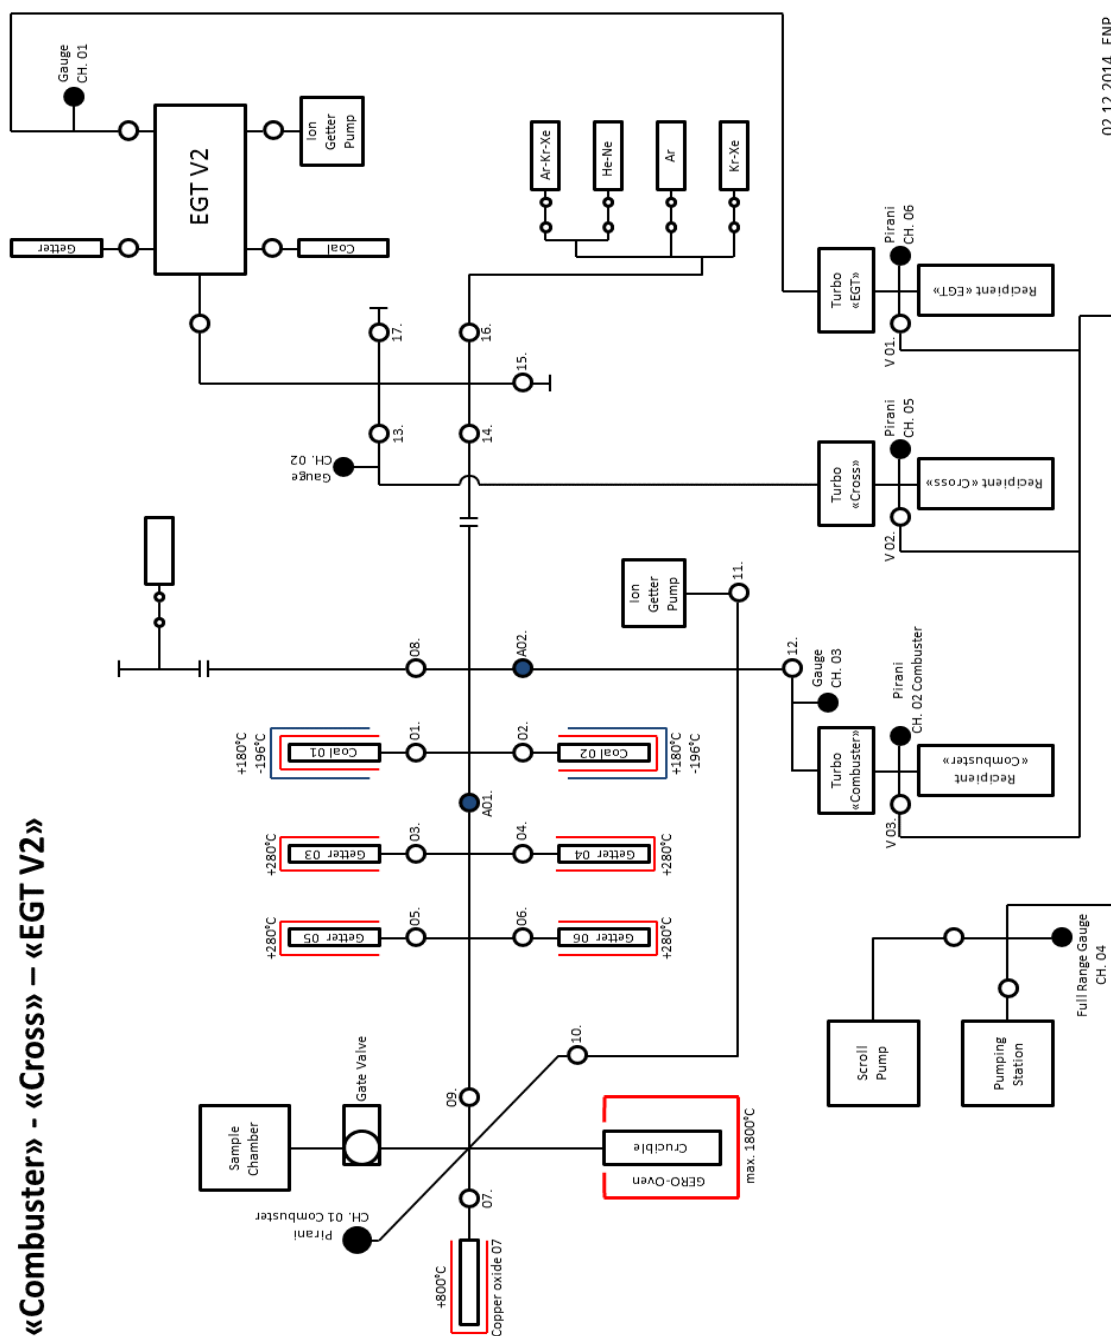 «Combuster» - «Cross» – «EGT V2»
02.12.2014 FNP
Gauge
CH. 01
EGT V2
Ion
Getter
Pump
Getter
Coal
Ar-Kr-Xe
He-Ne
Ar
Kr-Xe
17.
16.
15.
13.
14.
Gauge
CH. 02
Turbo
«EGT»
Pirani
CH. 06
V 01.
Recipient «EGT»
Turbo
«Cross»
Pirani
CH. 05
V 02.
Recipient «Cross»
Ion
Getter
Pump
11.
08.
A02.
12.
Gauge
CH. 03
Turbo
«Combuster»
Pirani
CH. 02 Combuster
V 03.
Recipient
«Combuster»
+180°C
-196°C
Coal 01
01.
02.
Coal 02
+180°C
-196°C
A01.
+280°C
Getter 03
03.
04.
Getter 04
+280°C
+280°C
Getter 05
05.
06.
Getter 06
+280°C
Scroll
Pump
Pumping
Station
Full Range Gauge
CH. 04
10.
09.
Sample
Chamber
Gate Valve
Crucible
GERO-Oven
max. 1800°C
07.
Pirani
CH. 01 Combuster
+800°C
Copper oxide 07